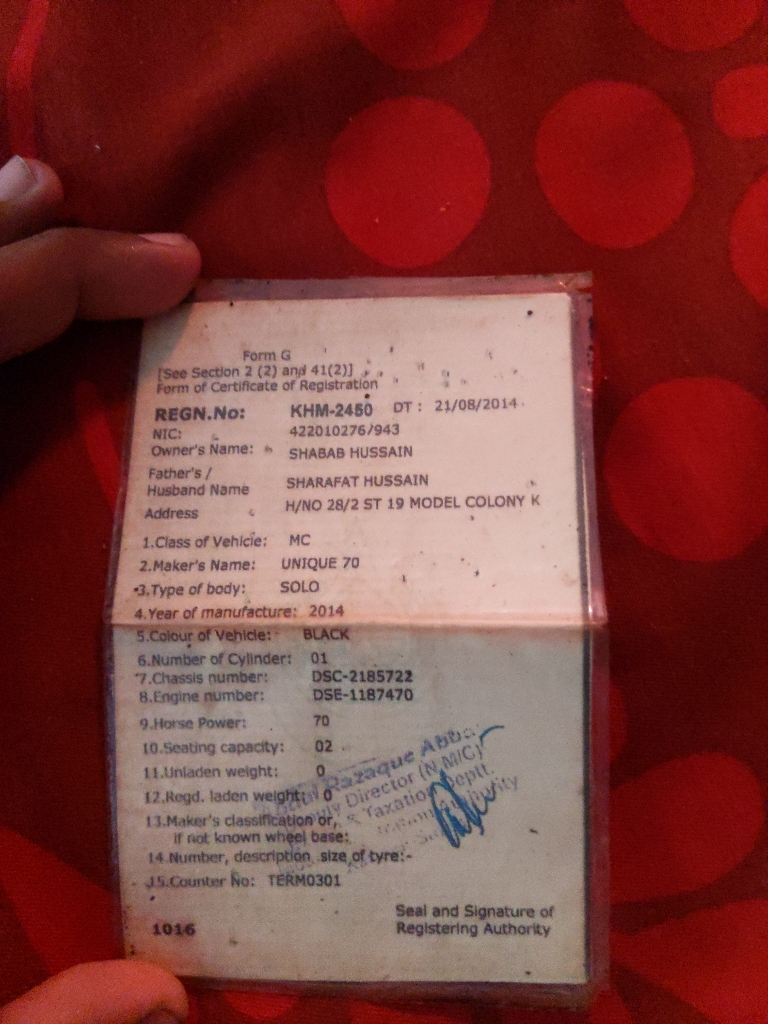 Form G
[See Section 2 (2) and 41(2)]
Form of Certificate of Registration
REGN.No: KHM-2450 DT : 21/08/2014
NIC: 422010276/943
Owner's Name: SHABAB HUSSAIN
Father's /
Husband Name SHARAFAT HUSSAIN
Address H/NO 28/2 ST 19 MODEL COLONY K
1.Class of Vehicle: MC
2.Maker's Name: UNIQUE 70
3.Type of body: SOLO
4.Year of manufacture: 2014
5.Colour of Vehicle: BLACK
6.Number of Cylinder: 01
7.Chassis number: DSC-2185722
8.Engine number: DSE-1187470
9.Horse Power: 70
10.Seating capacity: 02
11.Unladen weight: 0
12.Regd. laden weight: 0
13.Maker's classification or,
if not known wheel base:
14.Number, description size of tyre:-
15.Counter No: TERM0301
Razaque
Director (N M/C)
& Taxation Deptt.
1016
Seal and Signature of
Registering Authority